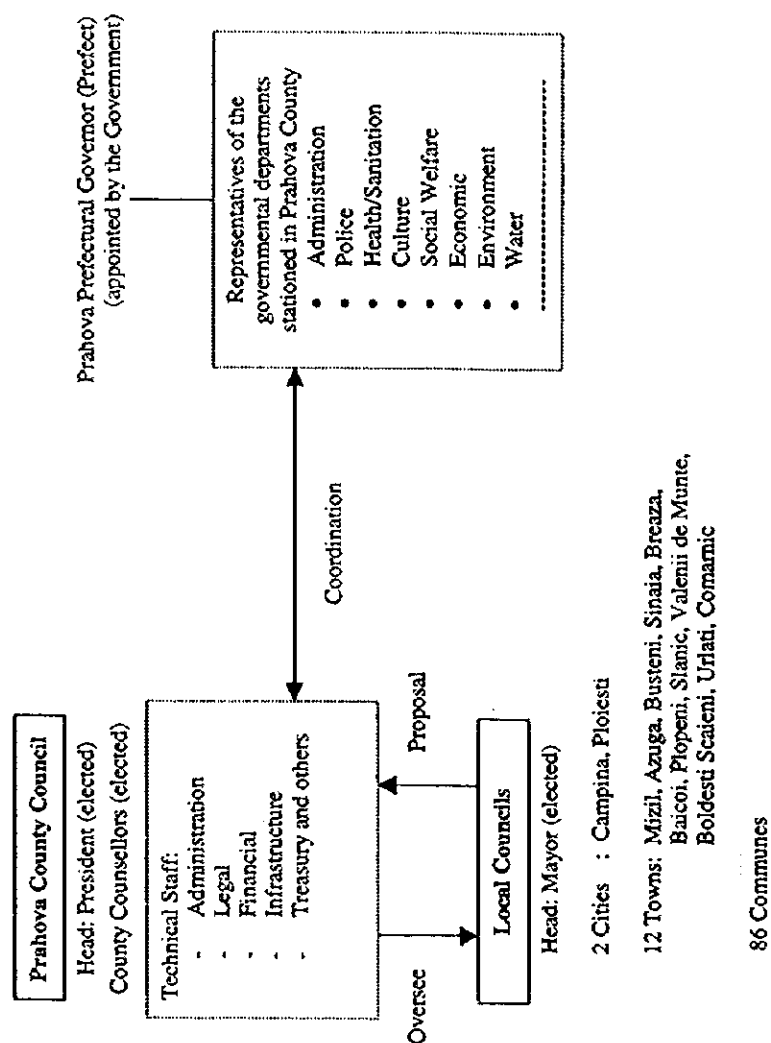 Prahova County Council
Head: President (elected)
County Counsellors (elected)
Technical Staff:
- Administration
- Legal
- Financial
- Infrastructure
- Treasury and others
Oversee
Proposal
Local Councils
Head: Mayor (elected)
2 Cities : Campina, Ploiesti
12 Towns: Mizil, Azuga, Busteni, Sinaia, Breaza,
Baicoi, Plopeni, Slanic, Valenii de Munte,
Boldesti Scaieni, Urlati, Comarnic
86 Communes
Coordination
Prahova Prefectural Governor (Prefect)
(appointed by the Government)
Representatives of the
governmental departments
stationed in Prahova County
• Administration
• Police
• Health/Sanitation
• Culture
• Social Welfare
• Economic
• Environment
• Water